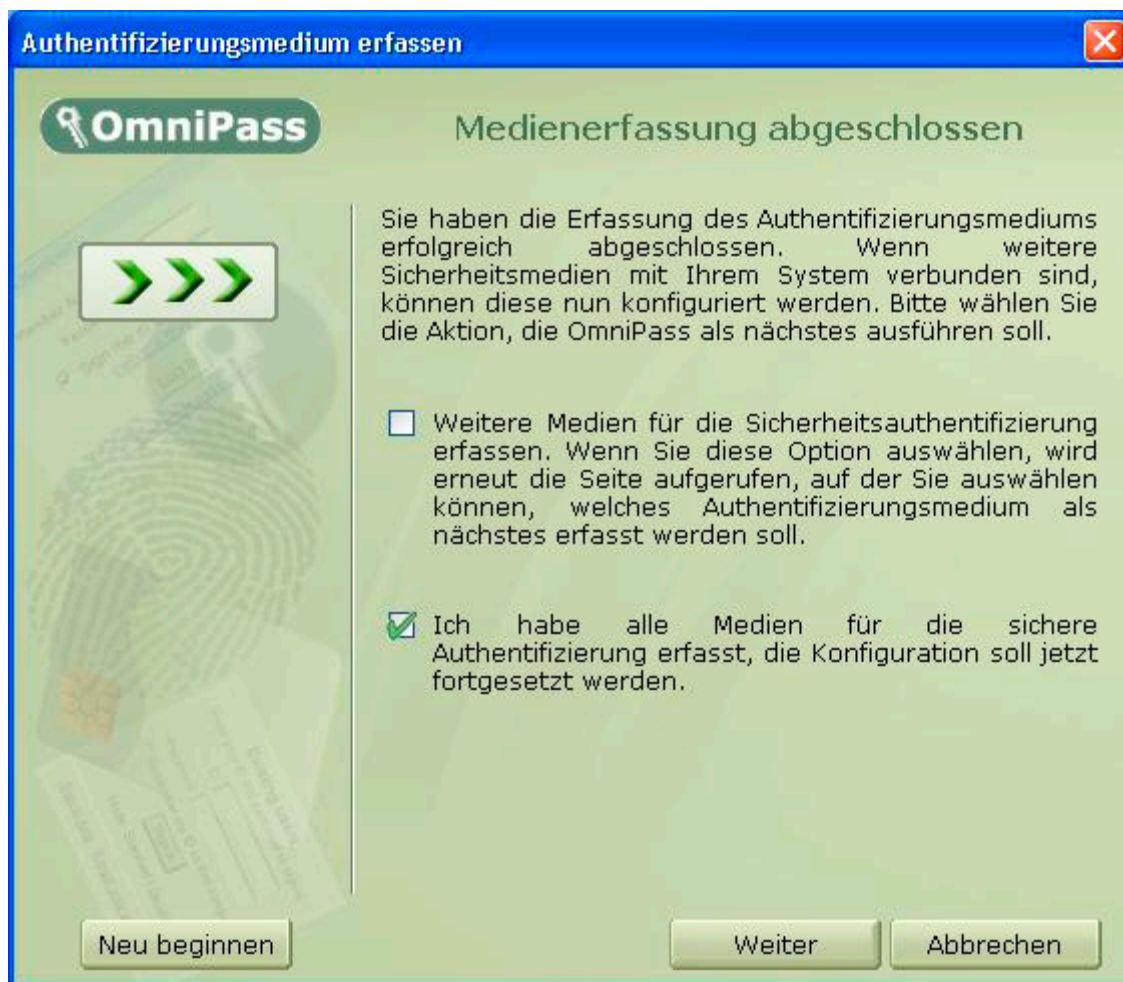 Authentifizierungsmedium erfassen
OmniPass
Medienerfassung abgeschlossen
Sie haben die Erfassung des Authentifizierungsmediums
erfolgreich abgeschlossen. Wenn weitere
Sicherheitsmedien mit Ihrem System verbunden sind,
können diese nun konfiguriert werden. Bitte wählen Sie
die Aktion, die OmniPass als nächstes ausführen soll.
Weitere Medien für die Sicherheitsauthentifizierung
erfassen. Wenn Sie diese Option auswählen, wird
erneut die Seite aufgerufen, auf der Sie auswählen
können, welches Authentifizierungsmedium als
nächstes erfasst werden soll.
Ich habe alle Medien für die sichere
Authentifizierung erfasst, die Konfiguration soll jetzt
fortgesetzt werden.
Neu beginnen
Weiter
Abbrechen